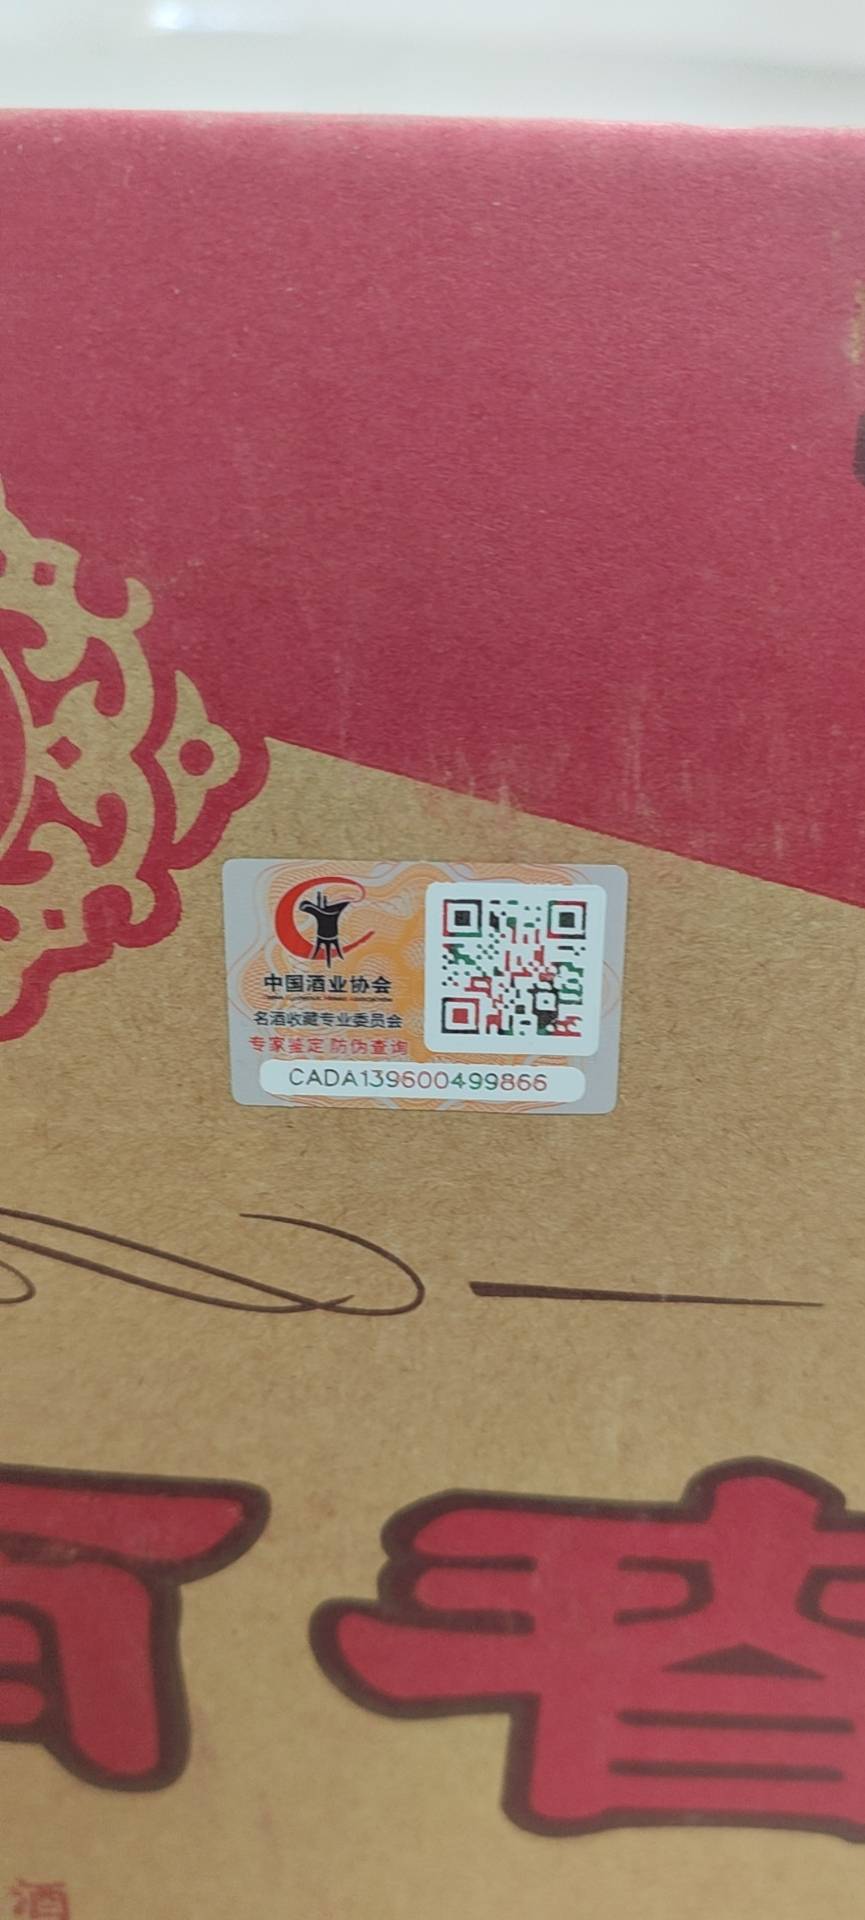 中国酒业协会
名酒收藏专业委员会
专家鉴定 防伪查询
CADA139600499866
酒